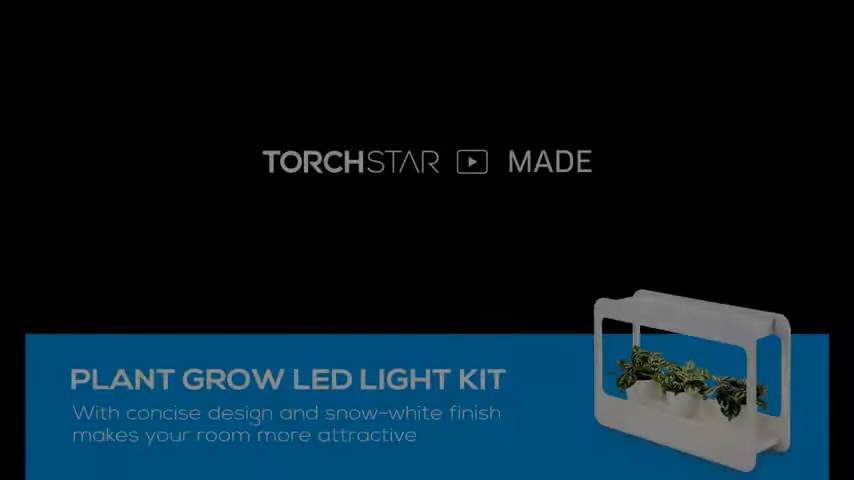 TORCHSTAR MADE
PLANT GROW LED LIGHT KIT
With concise design and snow-white finish
makes your room more attractive